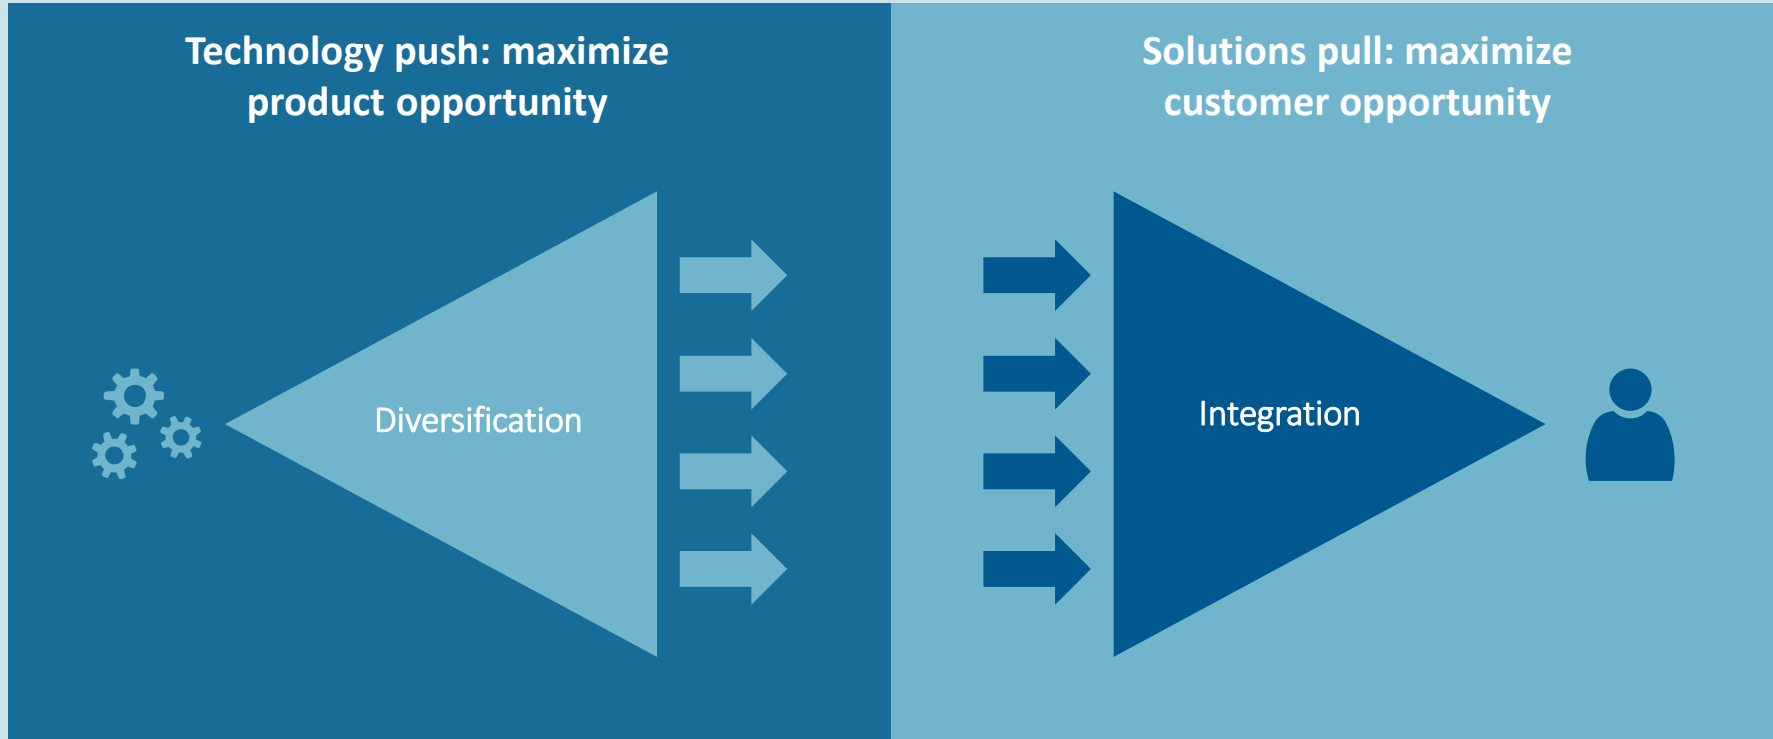 Technology push: maximize
product opportunity
Diversification
Solutions pull: maximize
customer opportunity
Integration